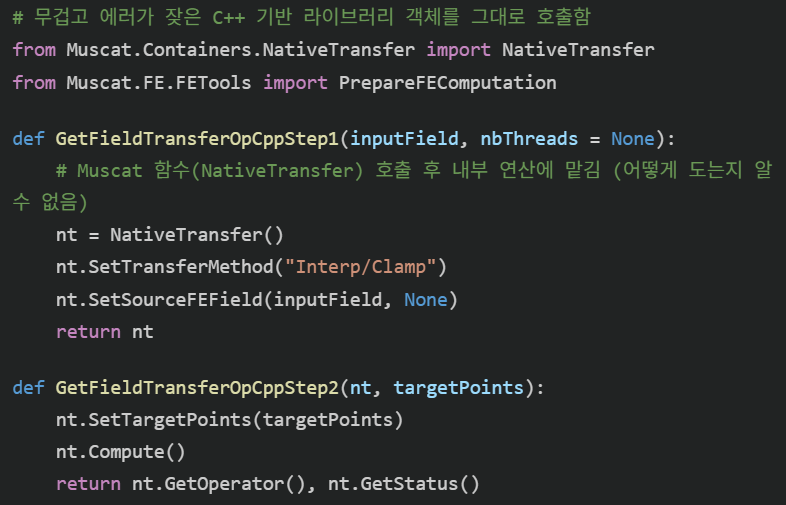 # 무겁고 에러가 잦은 C++ 기반 라이브러리 객체를 그대로 호출함
from Muscat.Containers.NativeTransfer import NativeTransfer
from Muscat.FE.FETools import PrepareFEComputation

def GetFieldTransferOpCppStep1(inputField, nbThreads = None):
    # Muscat 함수(NativeTransfer) 호출 후 내부 연산에 맡김 (어떻게 도는지 알
수 없음)
    nt = NativeTransfer()
    nt.SetTransferMethod("Interp/Clamp")
    nt.SetSourceFEField(inputField, None)
    return nt

def GetFieldTransferOpCppStep2(nt, targetPoints):
    nt.SetTargetPoints(targetPoints)
    nt.Compute()
    return nt.GetOperator(), nt.GetStatus()